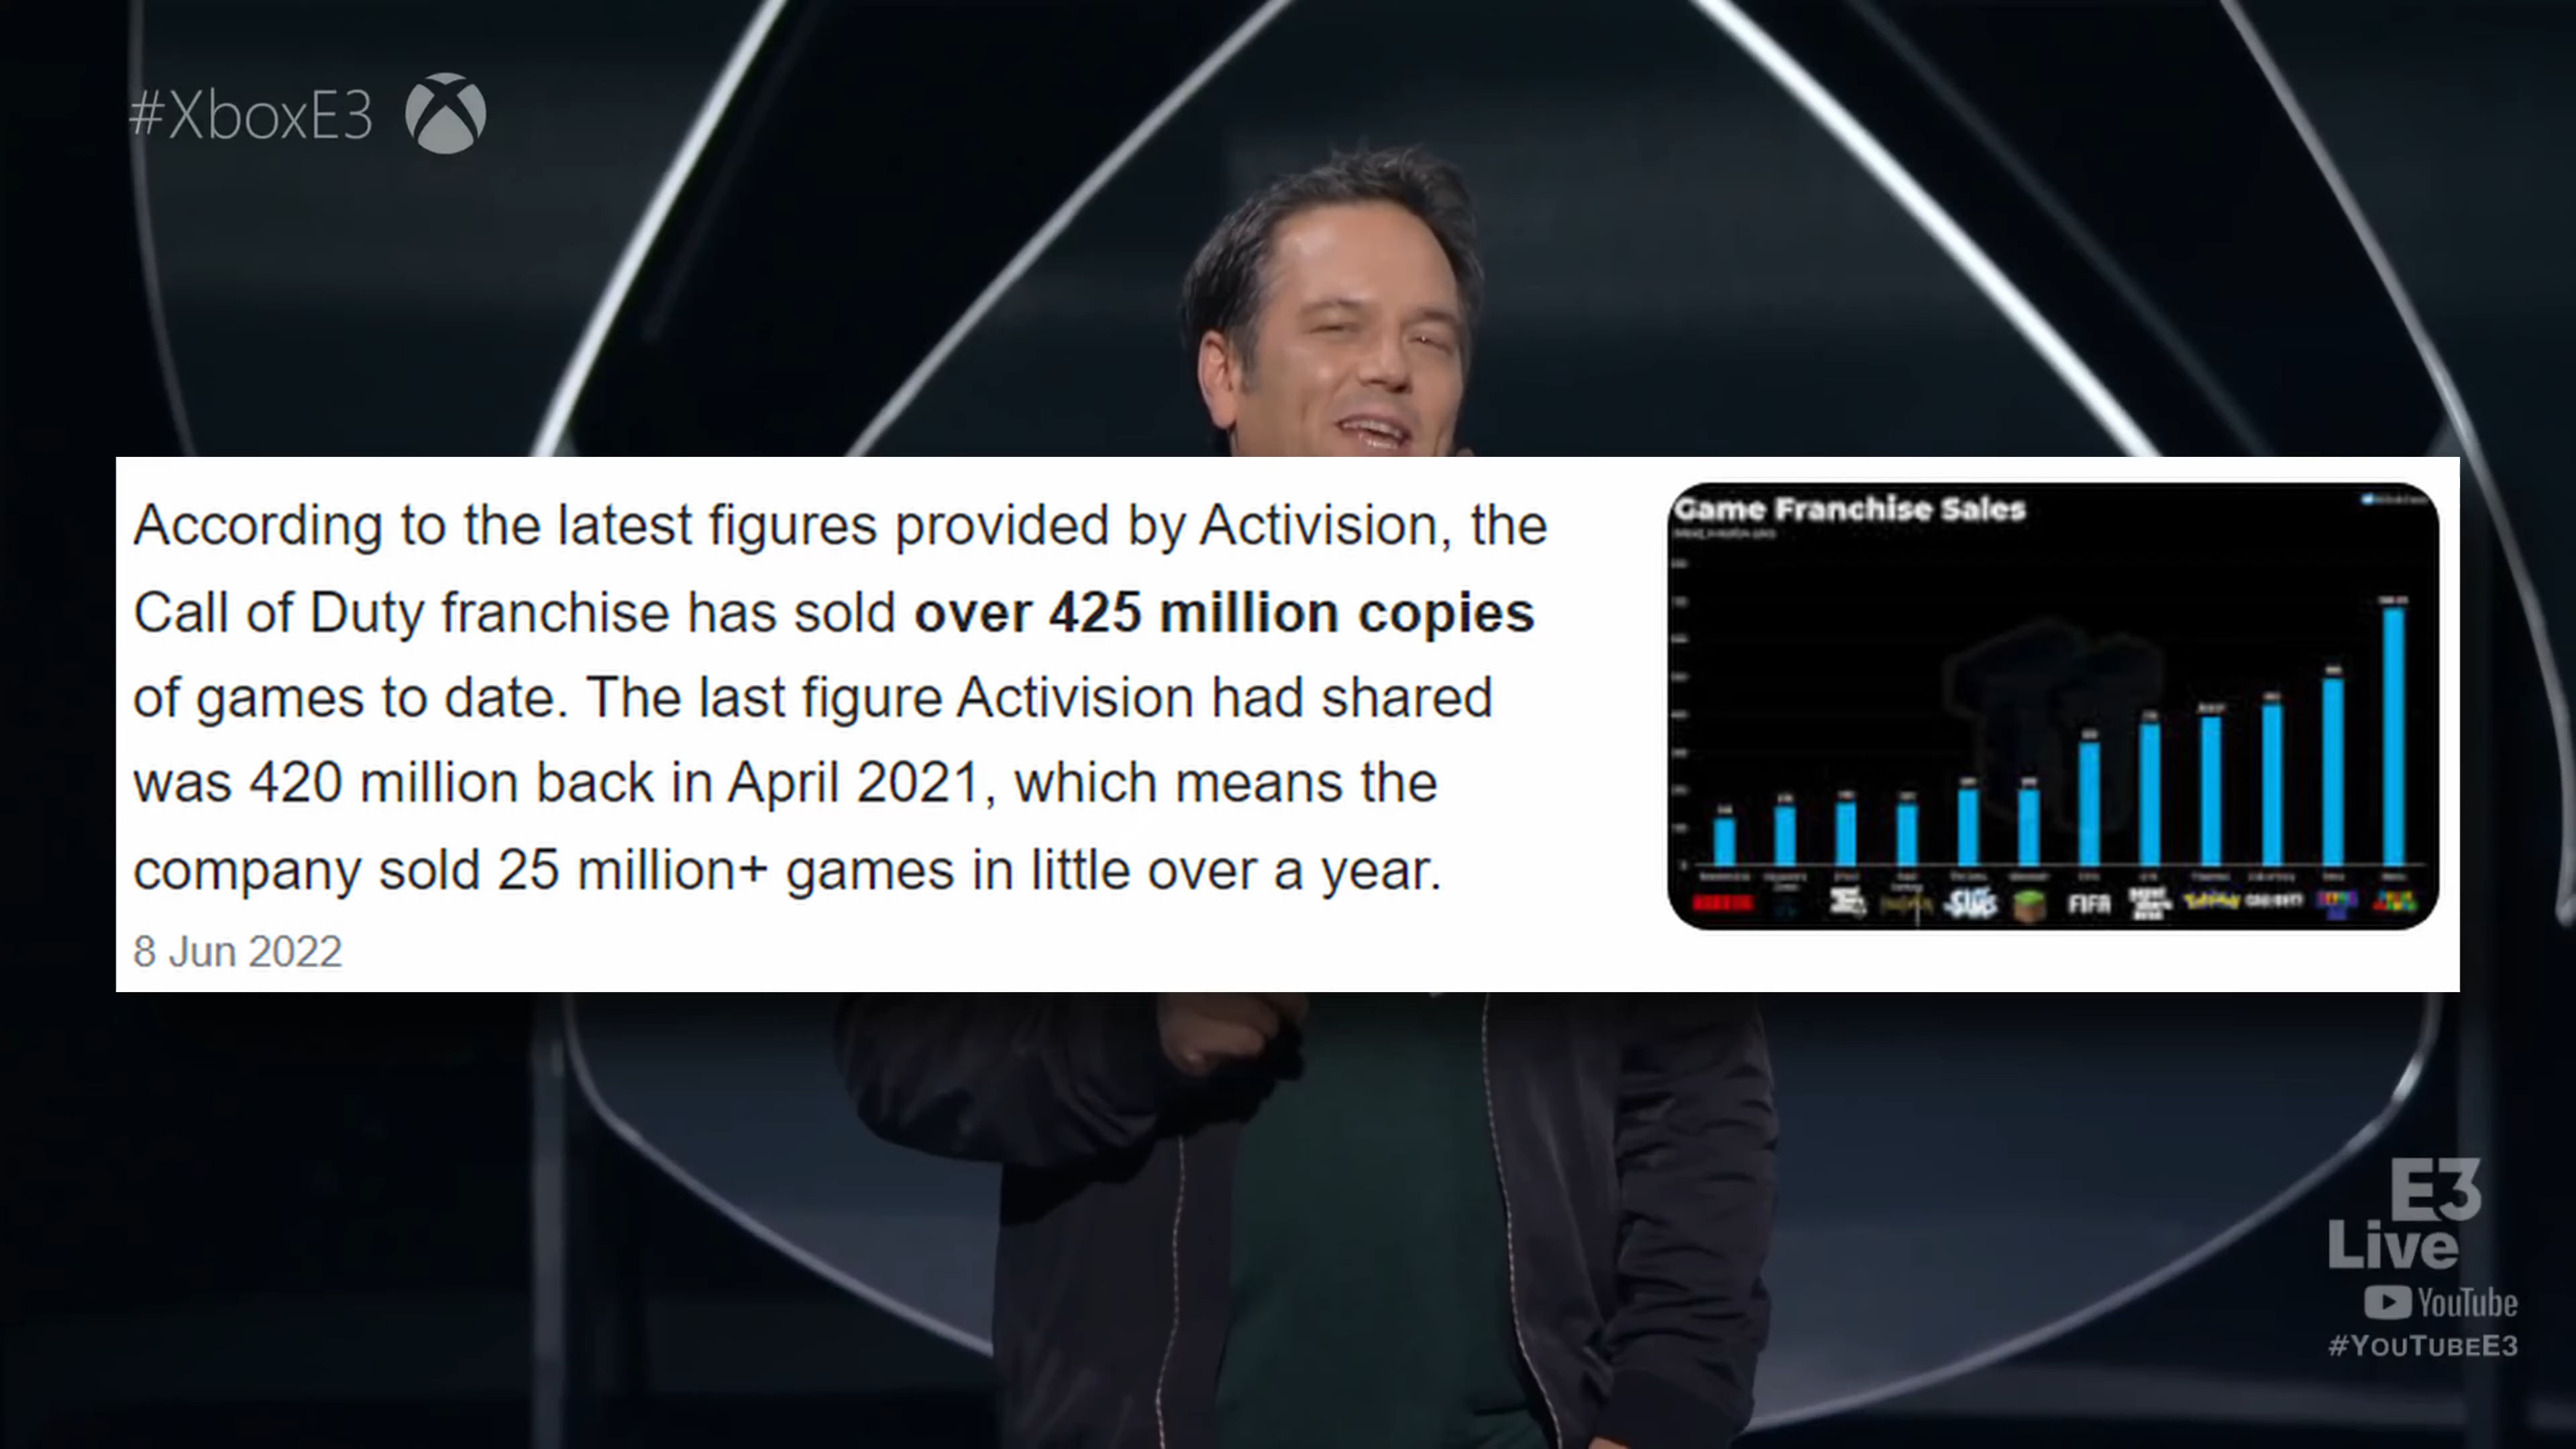 #XboxE3
According to the latest figures provided by Activision, the
Call of Duty franchise has sold over 425 million copies
of games to date. The last figure Activision had shared
was 420 million back in April 2021, which means the
company sold 25 million+ games in little over a year.
8 Jun 2022
Game Franchise Sales
FIFA
E3
Live
YouTube
#YOUTUBEE3